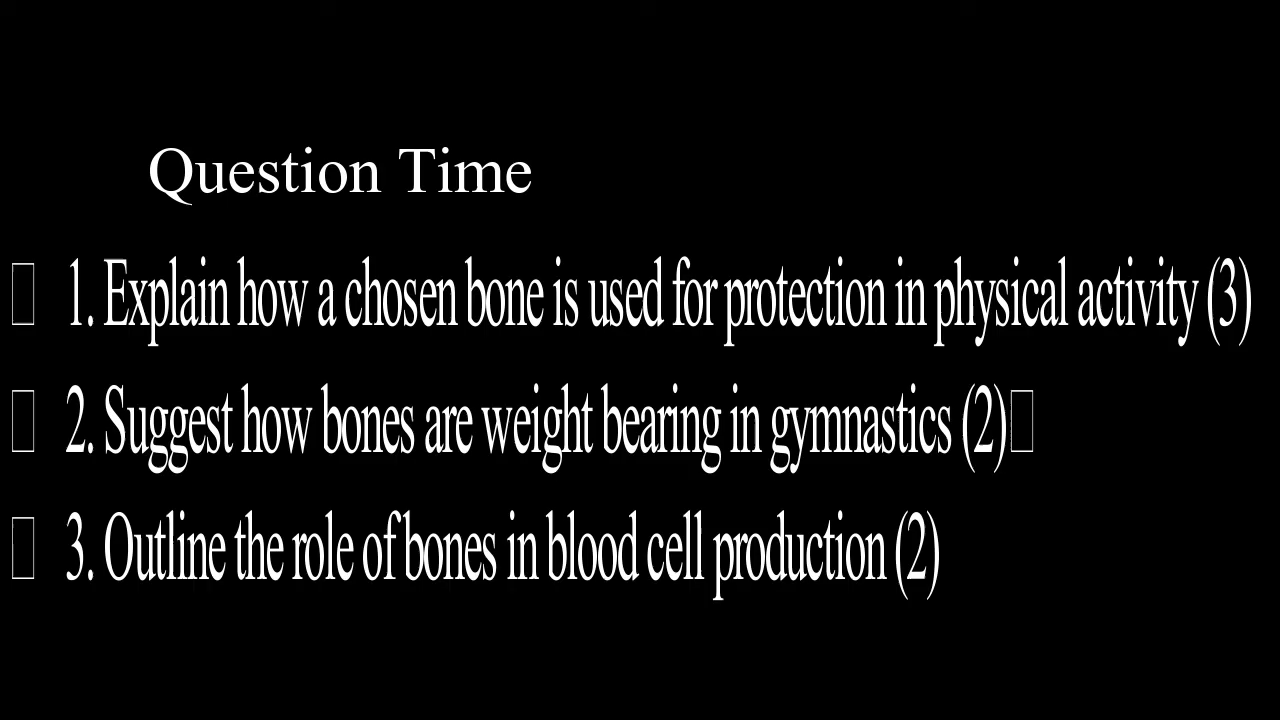 Question Time
1. Explain how a chosen bone is used for protection in physical activity (3)
2. Suggest how bones are weight bearing in gymnastics (2)
3. Outline the role of bones in blood cell production (2)